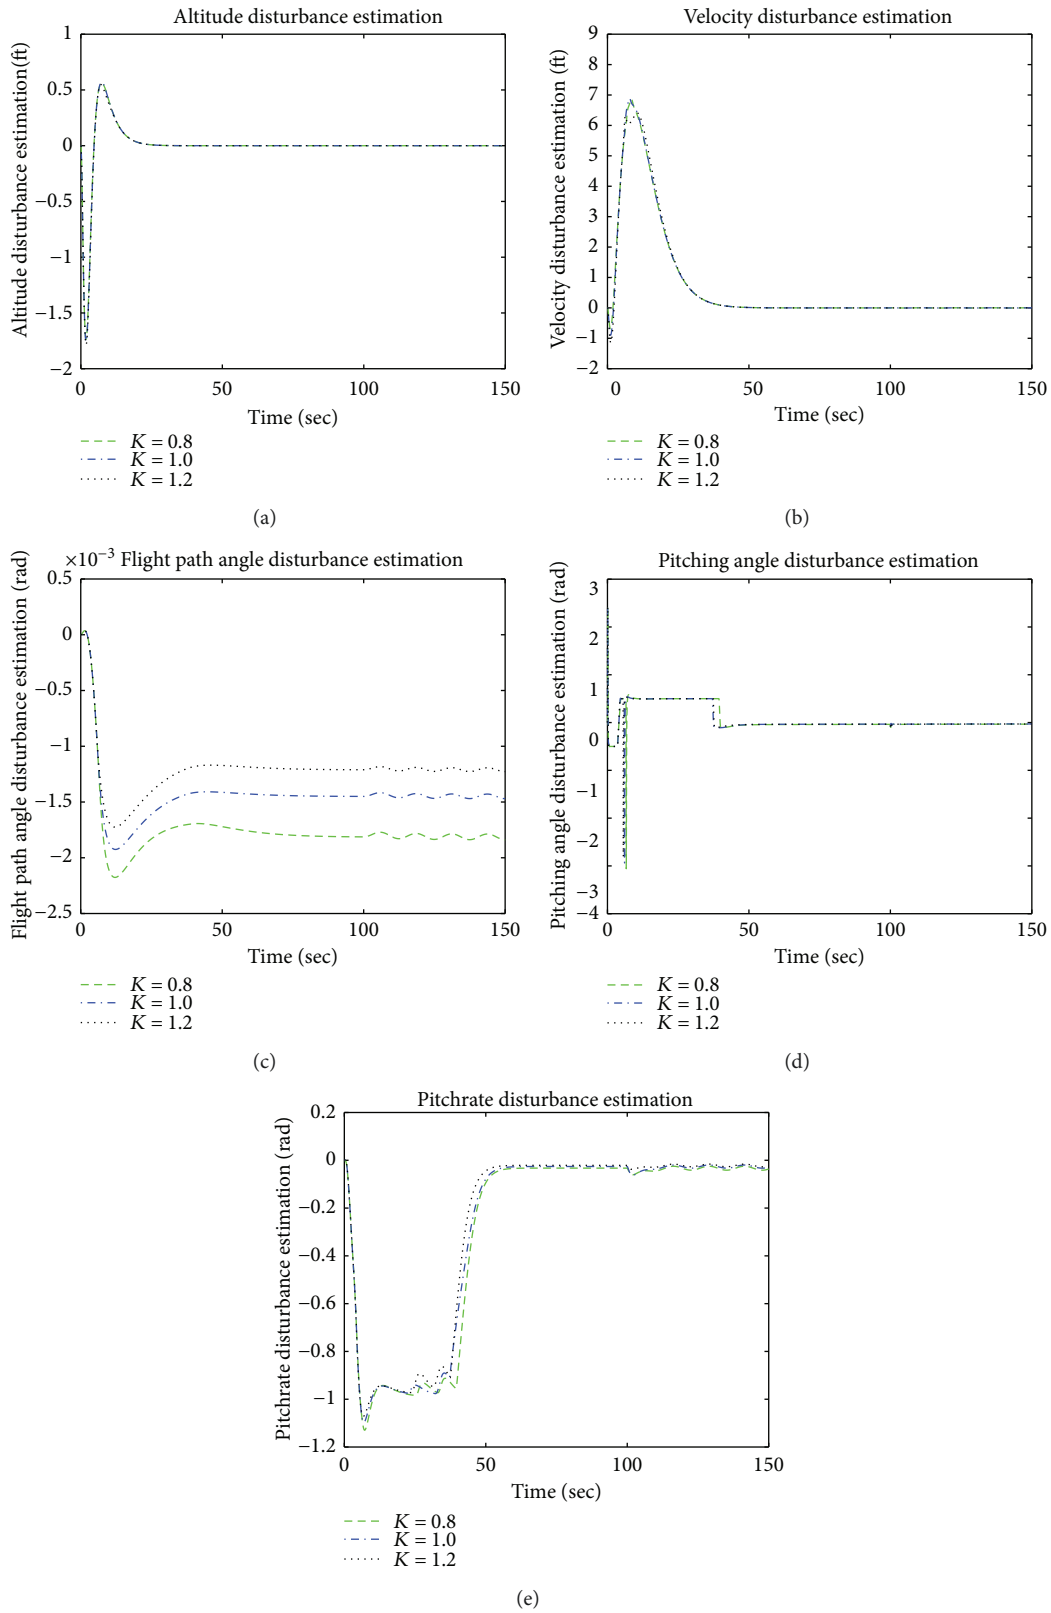 Altitude disturbance estimation
Altitude disturbance estimation(ft)
1
0.5
0
−0.5
−1
−1.5
−2
0 50 100 150
Time (sec)
K = 0.8
K = 1.0
K = 1.2
(a)
Velocity disturbance estimation
Velocity disturbance estimation (ft)
9
8
7
6
5
4
3
2
1
0
−1
−2
0 50 100 150
Time (sec)
K = 0.8
K = 1.0
K = 1.2
(b)
×10−3 Flight path angle disturbance estimation
Flight path angle disturbance estimation (rad)
0.5
0
−0.5
−1
−1.5
−2
−2.5
0 50 100 150
Time (sec)
K = 0.8
K = 1.0
K = 1.2
(c)
Pitching angle disturbance estimation
Pitching angle disturbance estimation (rad)
3
2
1
0
−1
−2
−3
−4
0 50 100 150
Time (sec)
K = 0.8
K = 1.0
K = 1.2
(d)
Pitchrate disturbance estimation
Pitchrate disturbance estimation (rad)
0.2
0
−0.2
−0.4
−0.6
−0.8
−1
−1.2
0 50 100 150
Time (sec)
K = 0.8
K = 1.0
K = 1.2
(e)